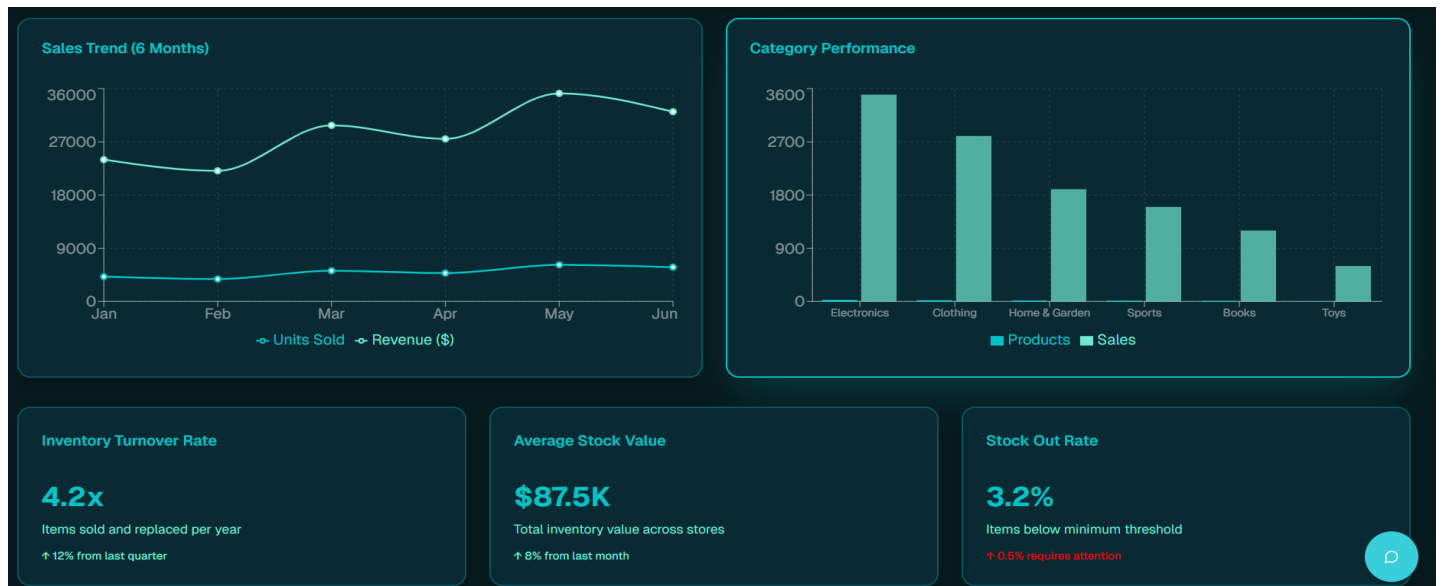 Sales Trend (6 Months)
36000
27000
18000
9000
0
Jan Feb Mar Apr May Jun
Units Sold Revenue ($)
Category Performance
3600
2700
1800
900
0
Electronics Clothing Home & Garden Sports Books Toys
Products Sales
Inventory Turnover Rate
4.2x
Items sold and replaced per year
↑ 12% from last quarter
Average Stock Value
$87.5K
Total inventory value across stores
↑ 8% from last month
Stock Out Rate
3.2%
Items below minimum threshold
↑ 0.5% requires attention